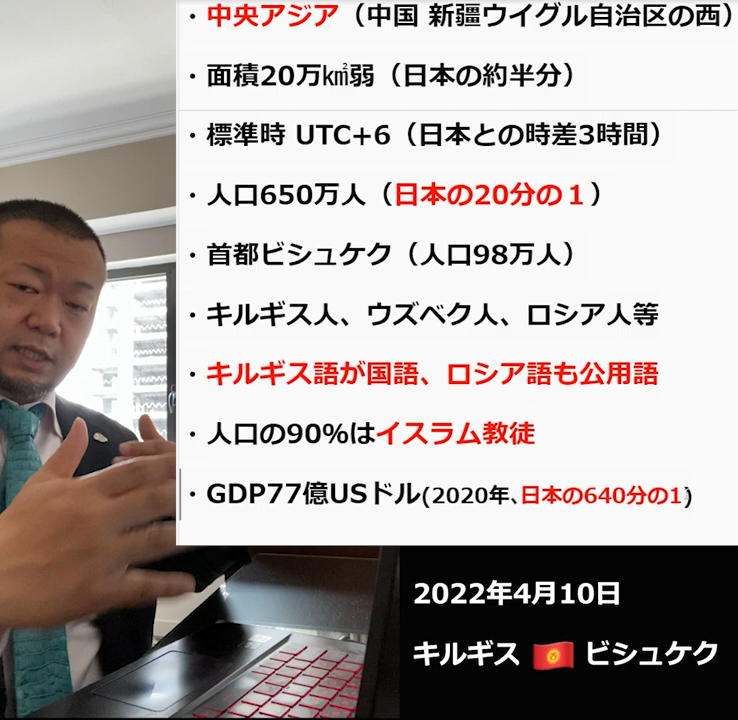 ・中央アジア（中国 新疆ウイグル自治区の西）
・面積20万㎢弱（日本の約半分）
・標準時 UTC+6（日本との時差3時間）
・人口650万人（日本の20分の１）
・首都ビシュケク（人口98万人）
・キルギス人、ウズベク人、ロシア人等
・キルギス語が国語、ロシア語も公用語
・人口の90%はイスラム教徒
・GDP77億USドル(2020年、日本の640分の1)
2022年4月10日
キルギス 🇰🇬 ビシュケク